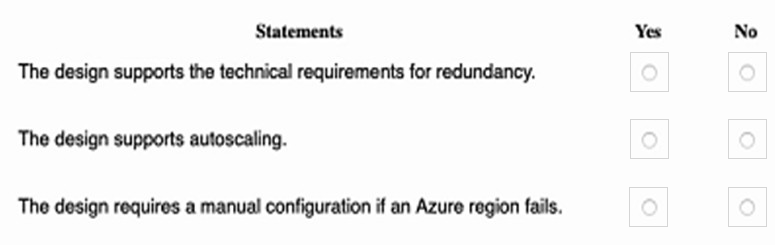 Statements Yes No
The design supports the technical requirements for redundancy.
The design supports autoscaling.
The design requires a manual configuration if an Azure region fails.